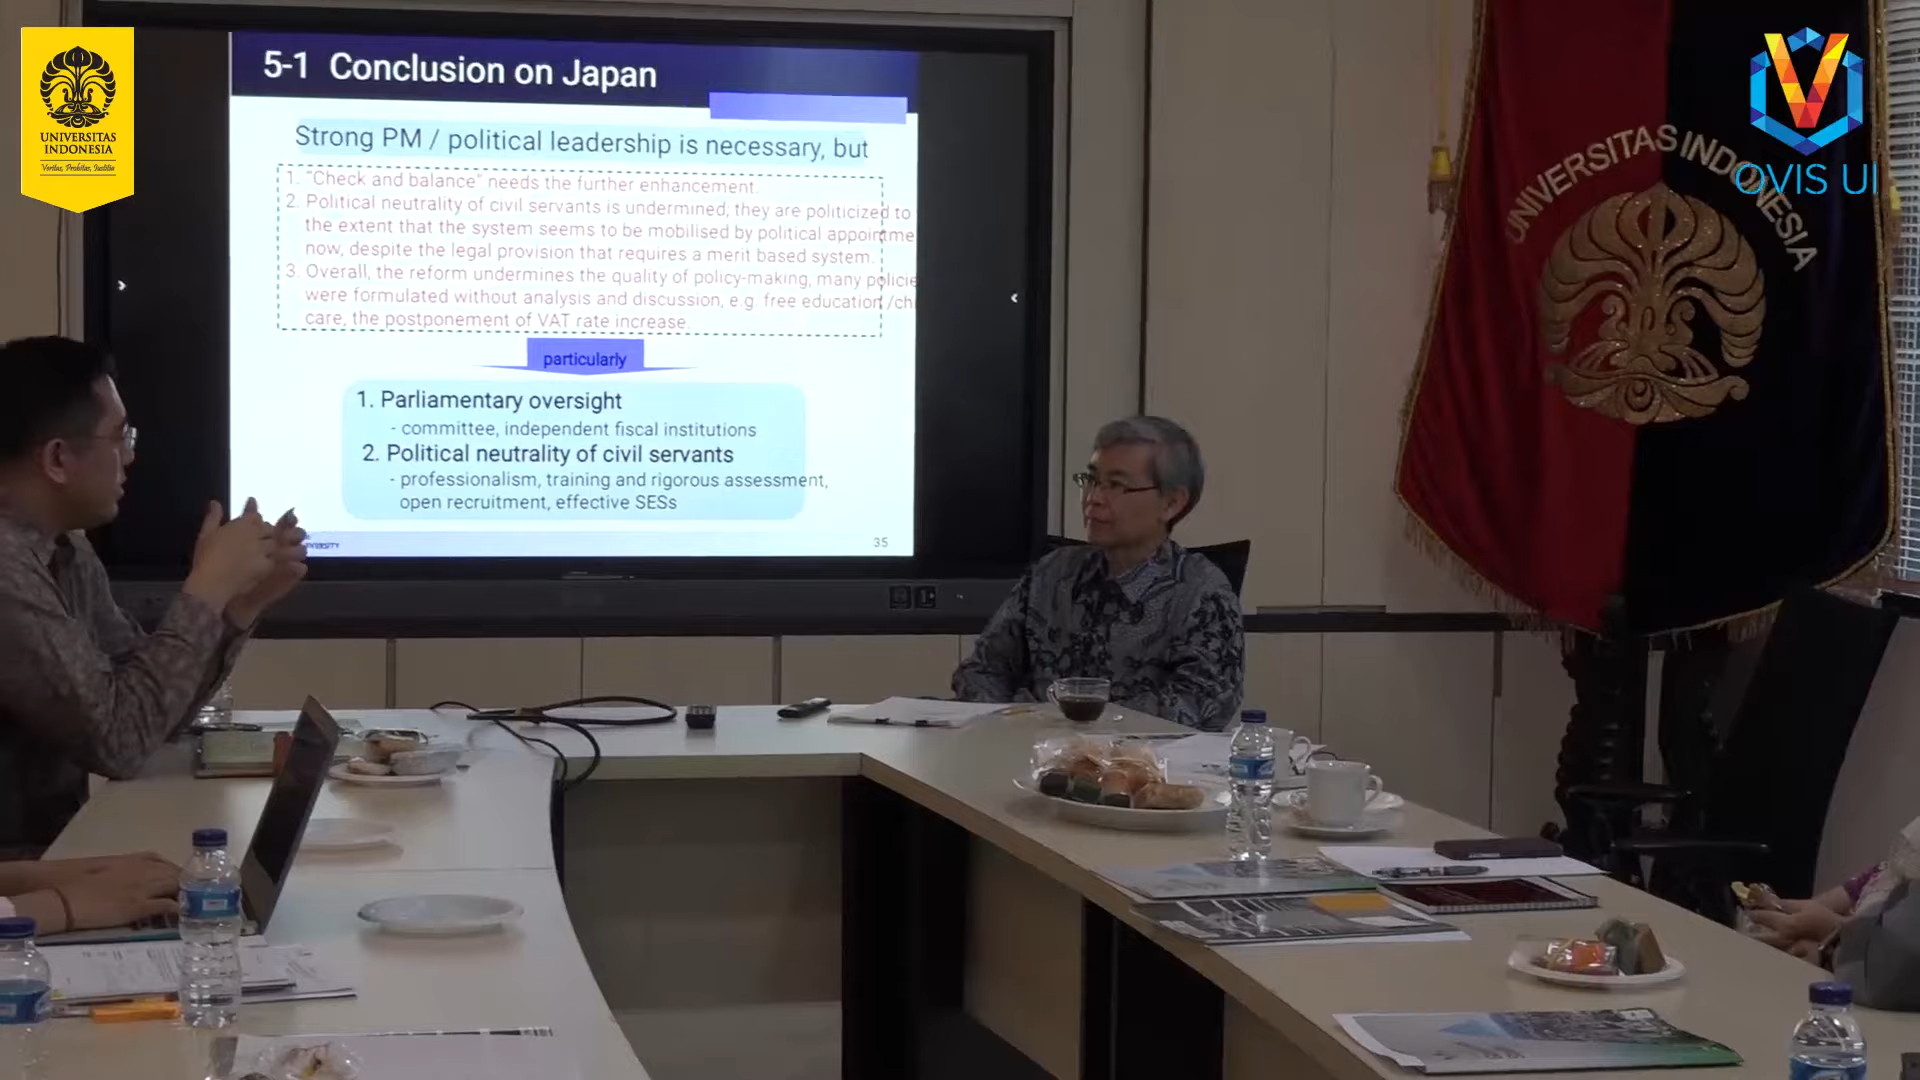 UNIVERSITAS
INDONESIA
Veritas, Probitas, Iustitia
5-1 Conclusion on Japan
Strong PM / political leadership is necessary, but
1. "Check and balance" needs the further enhancement.
2. Political neutrality of civil servants is undermined; they are politicized to
the extent that the system seems to be mobilised by political appointme
now, despite the legal provision that requires a merit based system.
3. Overall, the reform undermines the quality of policy-making, many policie
were formulated without analysis and discussion, e.g. free education /chi
care, the postponement of VAT rate increase.
particularly
1. Parliamentary oversight
- committee, independent fiscal institutions
2. Political neutrality of civil servants
- professionalism, training and rigorous assessment,
open recruitment, effective SESs
35
UNIVERSITAS INDONESIA
OVIS UI